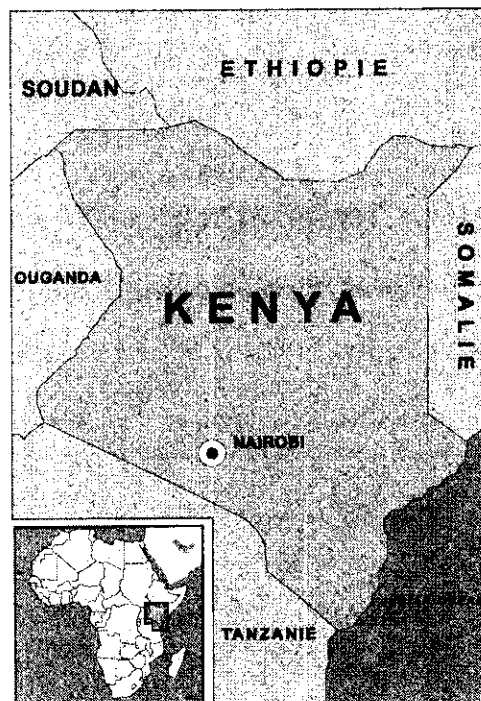 ETHIOPIE
SOUDAN
SOMALIE
OUGANDA
KENYA
NAIROBI
TANZANIE